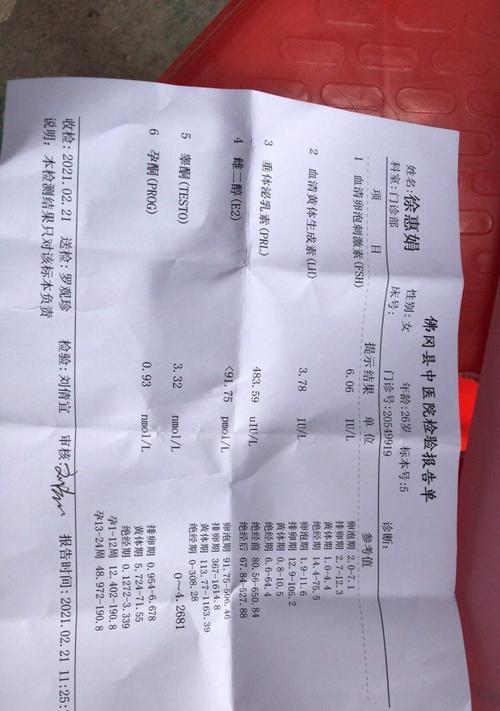 佛冈县中医院检验报告单
姓名: 徐惠娟 性别: 女 年龄: 26岁 标本号: 5
科室: 门诊部 床号: 门诊号: 20549919 诊断:
项 目 提示 结果 单 位 参考值
1 血清卵泡刺激素(FSH) 6.06 IU/L 卵泡期 2.0-7.1
排卵期 2.7-12.3
黄体期 1.0-4.4
绝经期 14.4-75.5
2 血清黄体生成素(LH) 3.78 IU/L 卵泡期 1.9-11.6
排卵期 12.9-105.2
黄体期 0.8-15.5
绝经期 6.6-64.4
3 垂体泌乳素(PRL) 483.59 uIU/L 绝经前 80.56-650.84
绝经后 67.84-527.88
4 雌二醇(E2) <91.75 pmol/L 卵泡期 91.75-506.46
排卵期 367-1614.8
黄体期 113.77-1163.39
绝经期 0-308.28
5 睾酮(TESTO) 3.32 nmol/L 0~4.2681
6 孕酮(PROG) 0.93 nmol/L 排卵期 0.954-6.678
黄体期 5.724-71.55
绝经期 0.1272-3.339
孕1-12周 12.402-190.8
孕13-24周 48.972-190.8
收检: 2021.02.21 送检: 罗观珍 检验: 刘倩宜 审核 报告时间: 2021.02.21 11:25:
说明: 本检测结果只对该标本负责